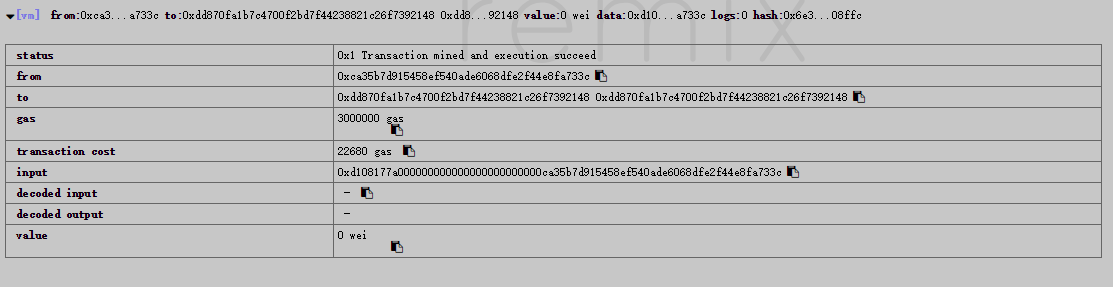 remix
[vm] from:0xca3...a733c to:0xdd870fa1b7c4700f2bd7f44238821c26f7392148 0xdd8...92148 value:0 wei data:0xd10...a733c logs:0 hash:0x6e3...08ffc
status 0x1 Transaction mined and execution succeed
from 0xca35b7d915458ef540ade6068dfe2f44e8fa733c
to 0xdd870fa1b7c4700f2bd7f44238821c26f7392148 0xdd870fa1b7c4700f2bd7f44238821c26f7392148
gas 3000000 gas
transaction cost 22680 gas
input 0xd108177a000000000000000000000000ca35b7d915458ef540ade6068dfe2f44e8fa733c
decoded input -
decoded output -
value 0 wei